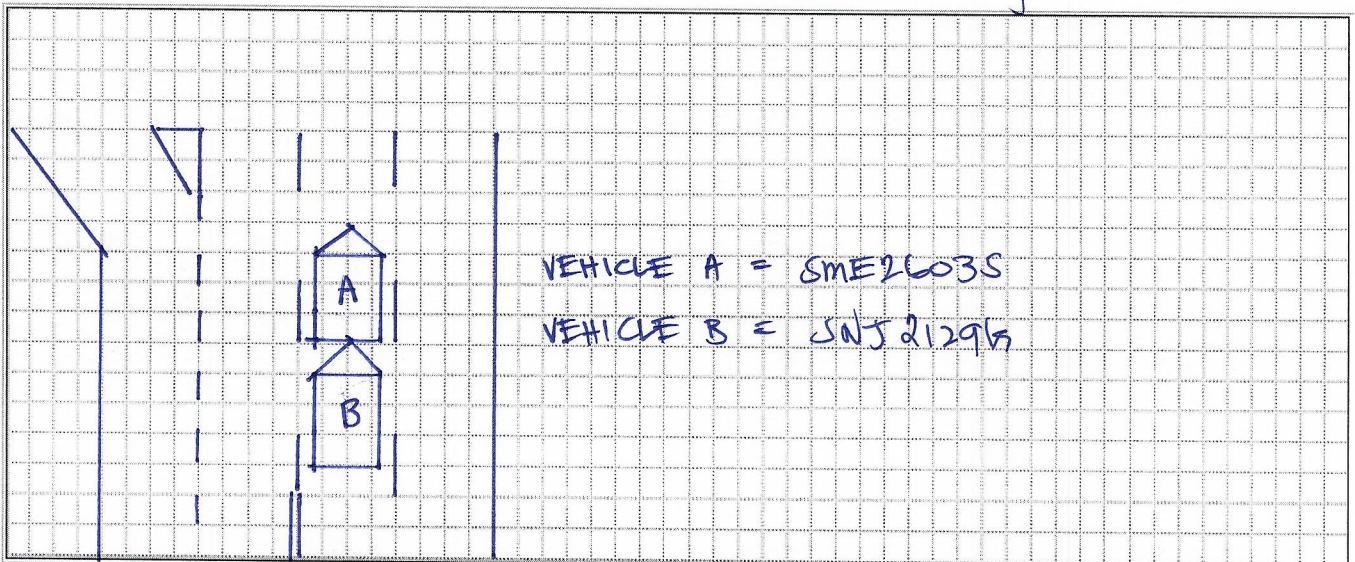 A
B
VEHICLE A = SME2603S
VEHICLE B = SNJ2129G